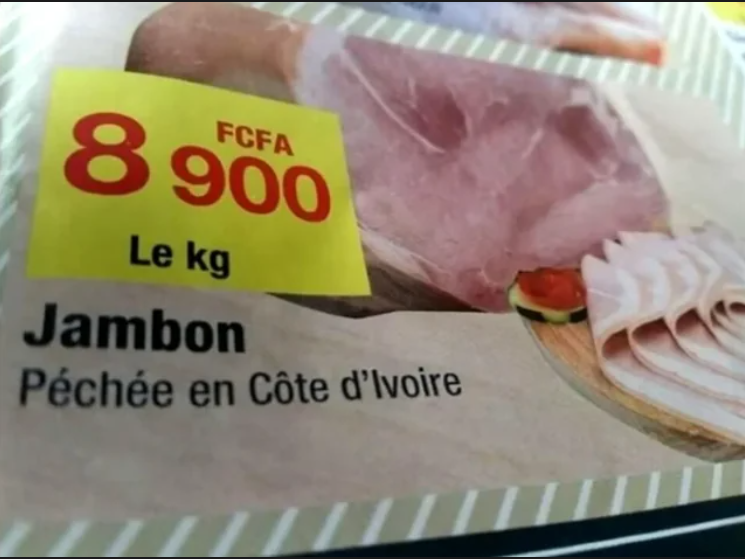 FCFA
8 900
Le kg
Jambon
Péchée en Côte d'Ivoire